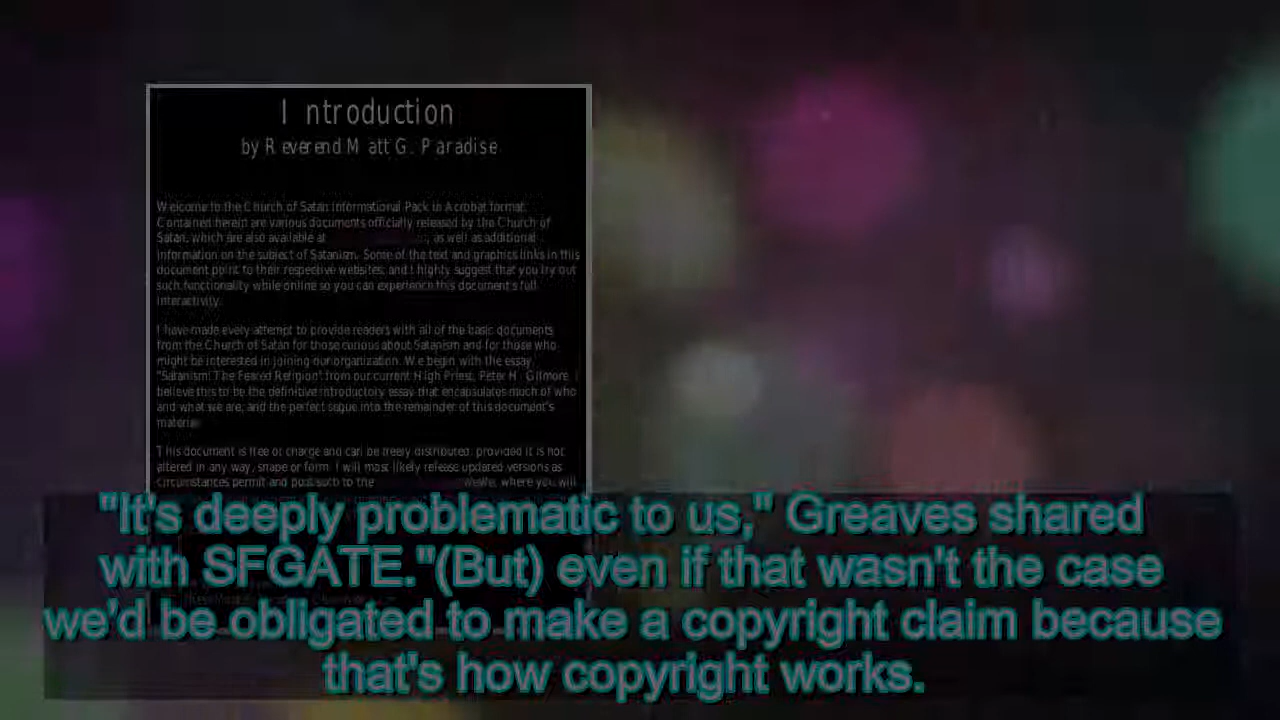 Introduction
by Reverend Matt G. Paradise
Welcome to the Church of Satan Informational Pack in Acrobat format.
Contained herein are various documents officially released by the Church of
Satan, which are also available at ; as well as additional
information on the subject of Satanism. Some of the text and graphics links in this
document point to their respective websites, and I highly suggest that you try out
such functionality while online so you can experience this document's full
interactivity.
I have made every attempt to provide readers with all of the basic documents
from the Church of Satan for those curious about Satanism and for those who
might be interested in joining our organization. We begin with the essay,
"Satanism: The Feared Religion" from our current High Priest, Peter H. Gilmore. I
believe this to be the definitive introductory essay that encapsulates much of who
and what we are, and the perfect segue into the remainder of this document's
material.
This document is free of charge and can be freely distributed, provided it is not
altered in any way, shape or form. I will most likely release updated versions as
circumstances permit and post such to the website, where you will
"It's deeply problematic to us," Greaves shared
with SFGATE."(But) even if that wasn't the case
we'd be obligated to make a copyright claim because
that's how copyright works.